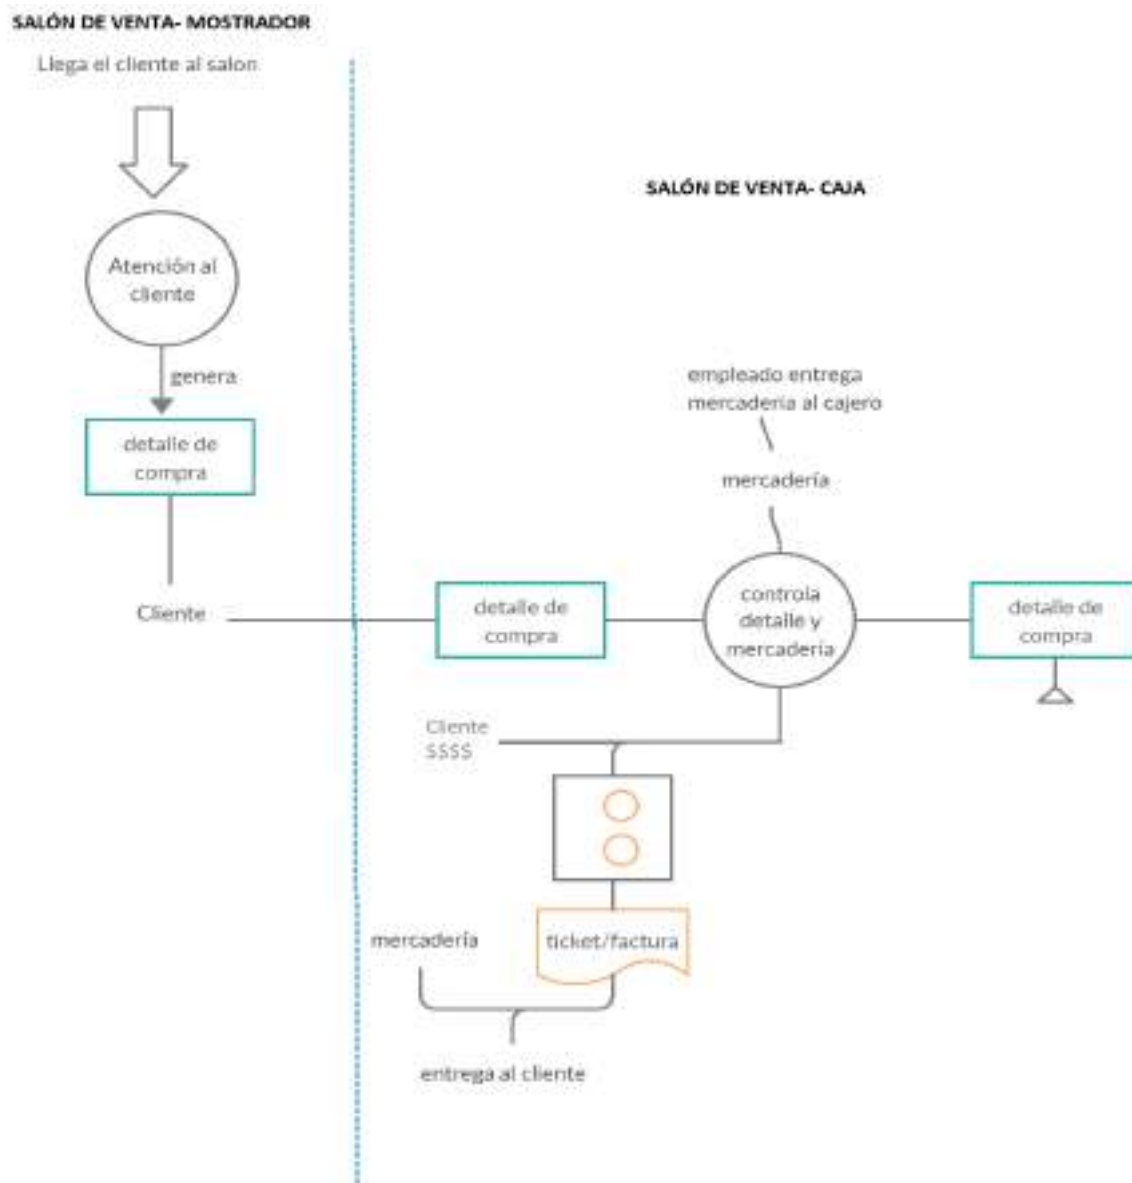 SALÓN DE VENTA- MOSTRADOR
Llega el cliente al salon
Atención al
cliente
genera
detalle de
compra
Cliente
SALÓN DE VENTA- CAJA
empleado entrega
mercaderia al cajero
mercadería
detalle de
compra
controla
detalle y
mercadería
detalle de
compra
Cliente
$$$$
ticket/factura
mercadería
entrega al cliente